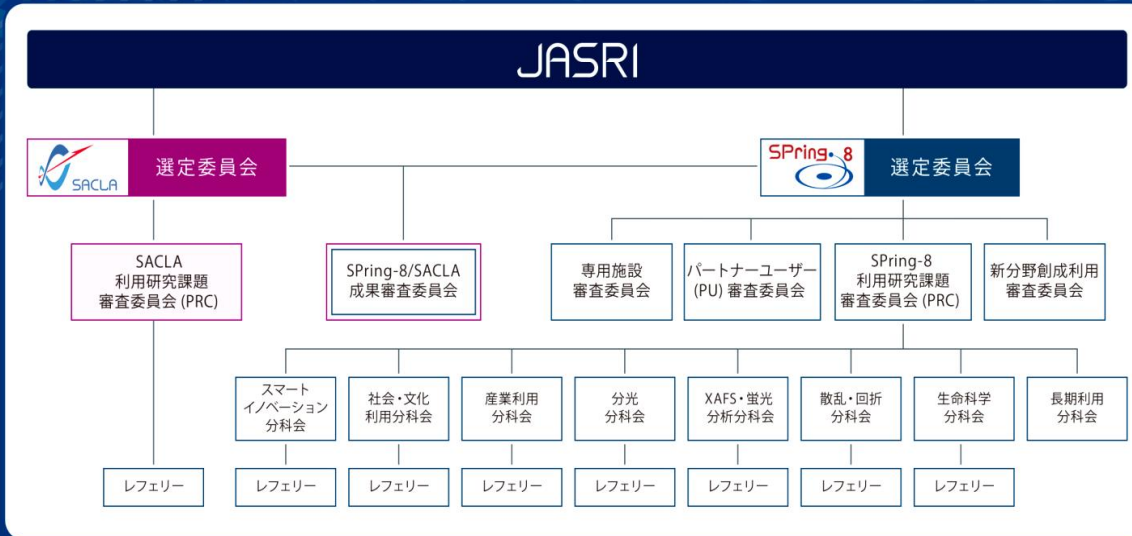 JASRI
SACLA
選定委員会
SPring-8
選定委員会
SACLA
利用研究課題
審査委員会 (PRC)
SPring-8/SACLA
成果審査委員会
専用施設
審査委員会
パートナーユーザー
(PU) 審査委員会
SPring-8
利用研究課題
審査委員会 (PRC)
新分野創成利用
審査委員会
スマート
イノベーション
分科会
社会・文化
利用分科会
産業利用
分科会
分光
分科会
XAFS・蛍光
分析分科会
散乱・回折
分科会
生命科学
分科会
長期利用
分科会
レフェリー
レフェリー
レフェリー
レフェリー
レフェリー
レフェリー
レフェリー
レフェリー